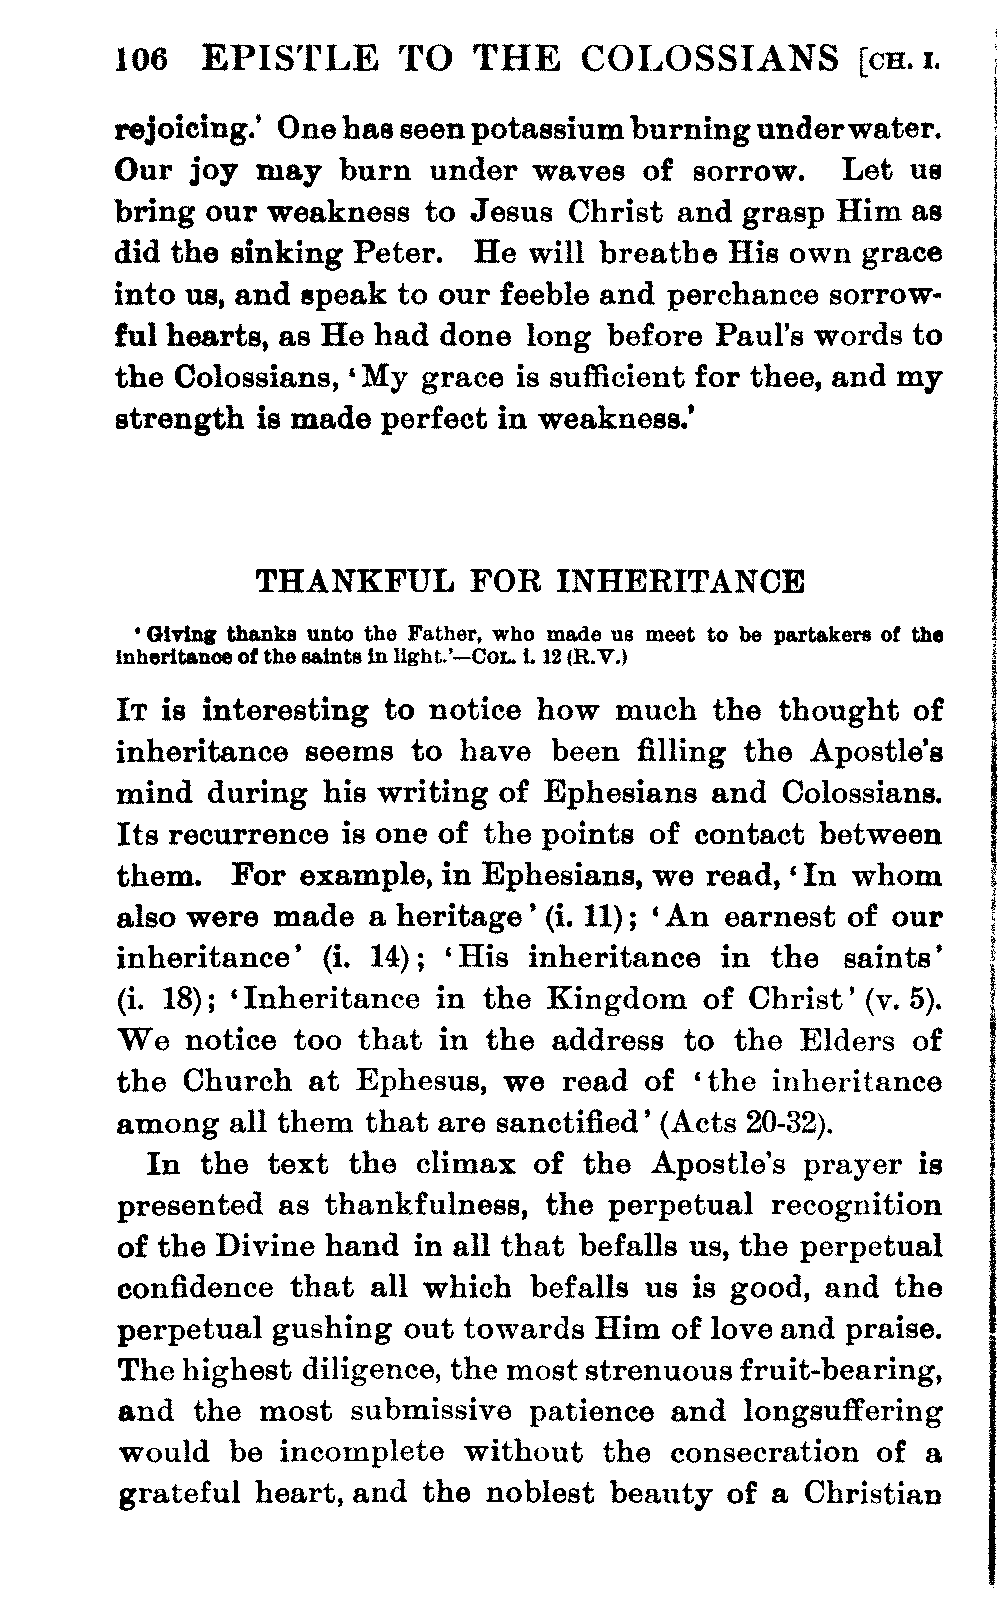 106 EPISTLE TO THE COLOSSIANS [CH. I.
rejoicing.’ One has seen potassium burning under water.
Our joy may burn under waves of sorrow. Let us
bring our weakness to Jesus Christ and grasp Him as
did the sinking Peter. He will breathe His own grace
into us, and speak to our feeble and perchance sorrow-
ful hearts, as He had done long before Paul’s words to
the Colossians, ‘My grace is sufficient for thee, and my
strength is made perfect in weakness.’
THANKFUL FOR INHERITANCE
‘Giving thanks unto the Father, who made us meet to be partakers of the
inheritance of the saints in light.’—COL. i. 12 (R.V.)
IT is interesting to notice how much the thought of
inheritance seems to have been filling the Apostle’s
mind during his writing of Ephesians and Colossians.
Its recurrence is one of the points of contact between
them. For example, in Ephesians, we read, ‘In whom
also were made a heritage’ (i. 11); ‘An earnest of our
inheritance’ (i. 14); ‘His inheritance in the saints’
(i. 18); ‘Inheritance in the Kingdom of Christ’ (v. 5).
We notice too that in the address to the Elders of
the Church at Ephesus, we read of ‘the inheritance
among all them that are sanctified’ (Acts 20-32).
In the text the climax of the Apostle’s prayer is
presented as thankfulness, the perpetual recognition
of the Divine hand in all that befalls us, the perpetual
confidence that all which befalls us is good, and the
perpetual gushing out towards Him of love and praise.
The highest diligence, the most strenuous fruit-bearing,
and the most submissive patience and longsuffering
would be incomplete without the consecration of a
grateful heart, and the noblest beauty of a Christian